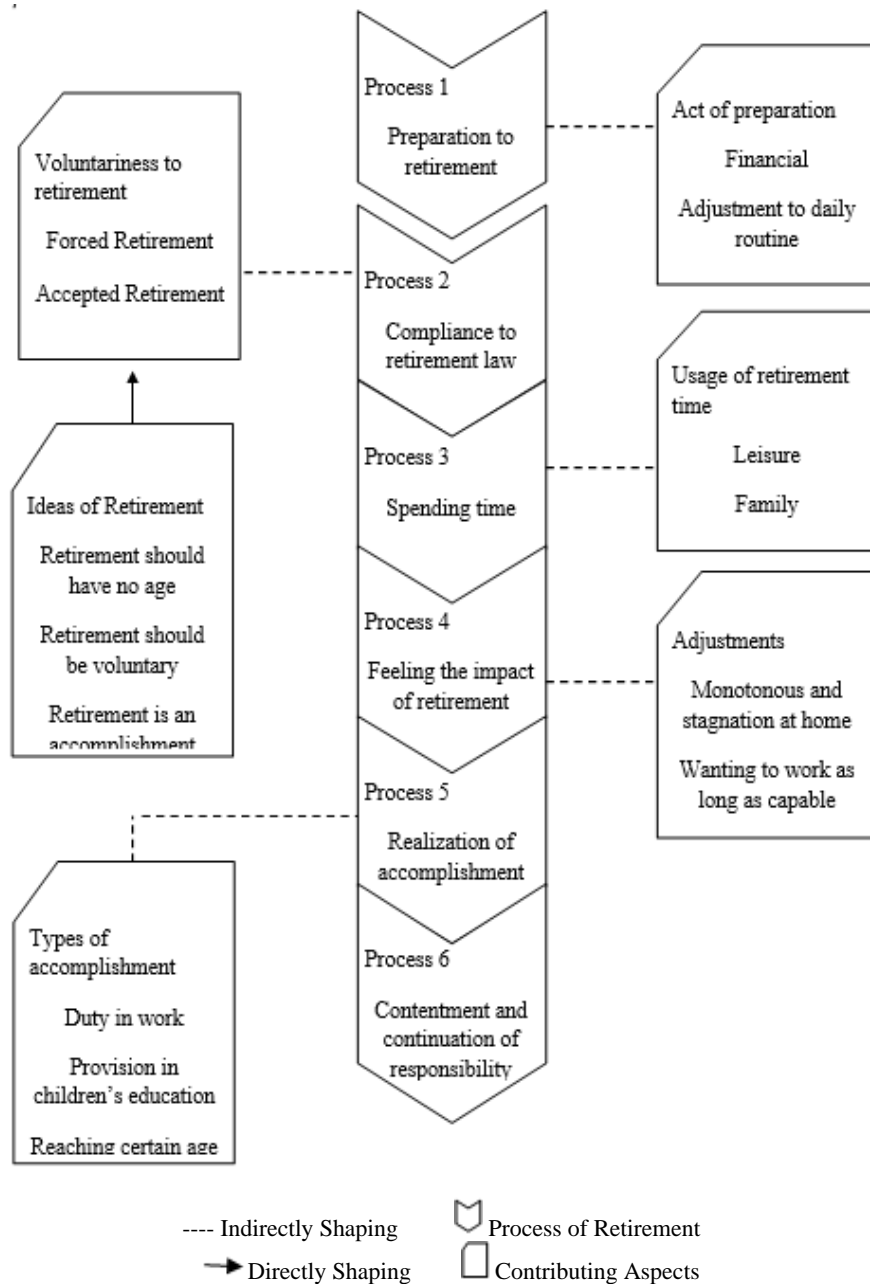 Process 1
Preparation to
retirement
Act of preparation
Financial
Adjustment to daily
routine
Voluntariness to
retirement
Forced Retirement
Accepted Retirement
Process 2
Compliance to
retirement law
Usage of retirement
time
Leisure
Family
Process 3
Spending time
Ideas of Retirement
Retirement should
have no age
Retirement should
be voluntary
Retirement is an
accomplishment
Process 4
Feeling the impact
of retirement
Adjustments
Monotonous and
stagnation at home
Wanting to work as
long as capable
Process 5
Realization of
accomplishment
Types of
accomplishment
Duty in work
Provision in
children’s education
Reaching certain age
Process 6
Contentment and
continuation of
responsibility
---- Indirectly Shaping
Process of Retirement
Directly Shaping
Contributing Aspects